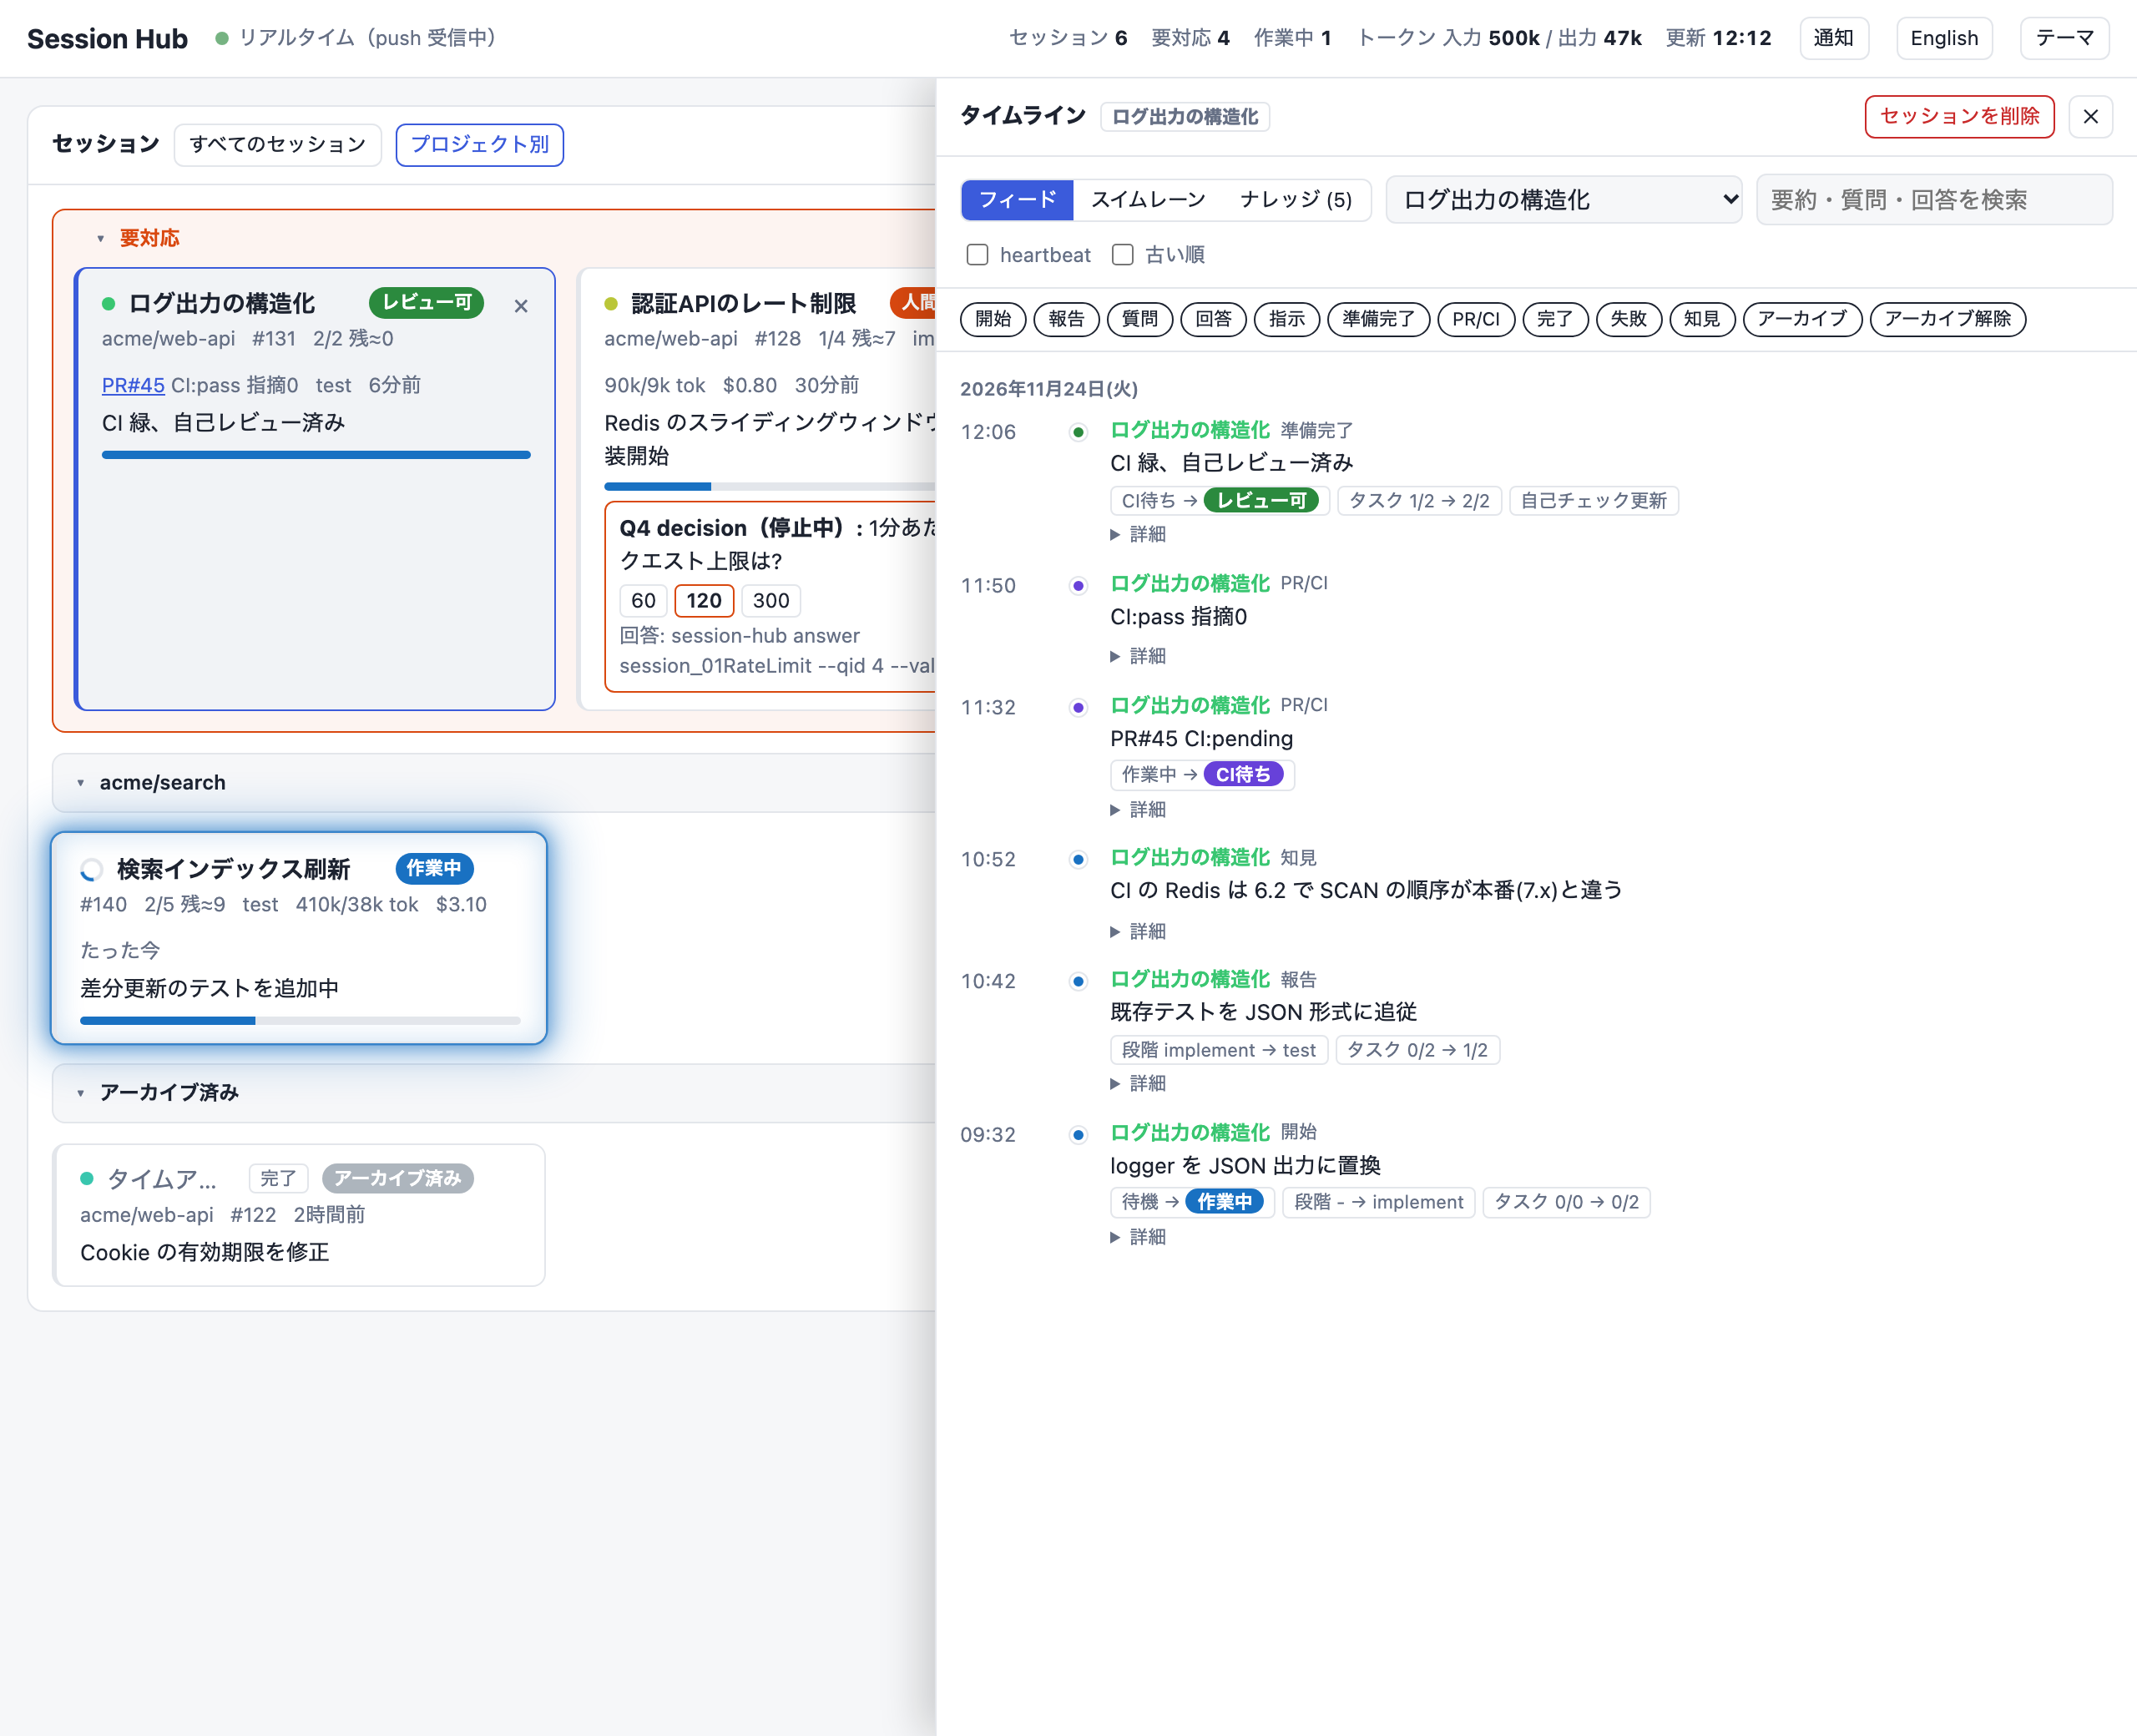 Session Hub
リアルタイム（push 受信中）
セッション 6 要対応 4 作業中 1 トークン 入力 500k / 出力 47k 更新 12:12
通知
English
テーマ
セッション
すべてのセッション
プロジェクト別
▾ 要対応
ログ出力の構造化 レビュー可 ×
acme/web-api #131 2/2 残≈0
PR#45 CI:pass 指摘0 test 6分前
CI 緑、自己レビュー済み
認証APIのレート制限 人間
acme/web-api #128 1/4 残≈7 im
90k/9k tok $0.80 30分前
Redis のスライディングウィンドウ
装開始
Q4 decision（停止中）: 1分あた
クエスト上限は?
60 120 300
回答: session-hub answer
session_01RateLimit --qid 4 --val
▾ acme/search
検索インデックス刷新 作業中
#140 2/5 残≈9 test 410k/38k tok $3.10
たった今
差分更新のテストを追加中
▾ アーカイブ済み
タイムア... 完了 アーカイブ済み
acme/web-api #122 2時間前
Cookie の有効期限を修正
タイムライン ログ出力の構造化
セッションを削除 ×
フィード スイムレーン ナレッジ (5) ログ出力の構造化 要約・質問・回答を検索
heartbeat 古い順
開始 報告 質問 回答 指示 準備完了 PR/CI 完了 失敗 知見 アーカイブ アーカイブ解除
2026年11月24日(火)
12:06 ログ出力の構造化 準備完了
CI 緑、自己レビュー済み
CI待ち → レビュー可 タスク 1/2 → 2/2 自己チェック更新
▶ 詳細
11:50 ログ出力の構造化 PR/CI
CI:pass 指摘0
▶ 詳細
11:32 ログ出力の構造化 PR/CI
PR#45 CI:pending
作業中 → CI待ち
▶ 詳細
10:52 ログ出力の構造化 知見
CI の Redis は 6.2 で SCAN の順序が本番(7.x)と違う
▶ 詳細
10:42 ログ出力の構造化 報告
既存テストを JSON 形式に追従
段階 implement → test タスク 0/2 → 1/2
▶ 詳細
09:32 ログ出力の構造化 開始
logger を JSON 出力に置換
待機 → 作業中 段階 - → implement タスク 0/0 → 0/2
▶ 詳細